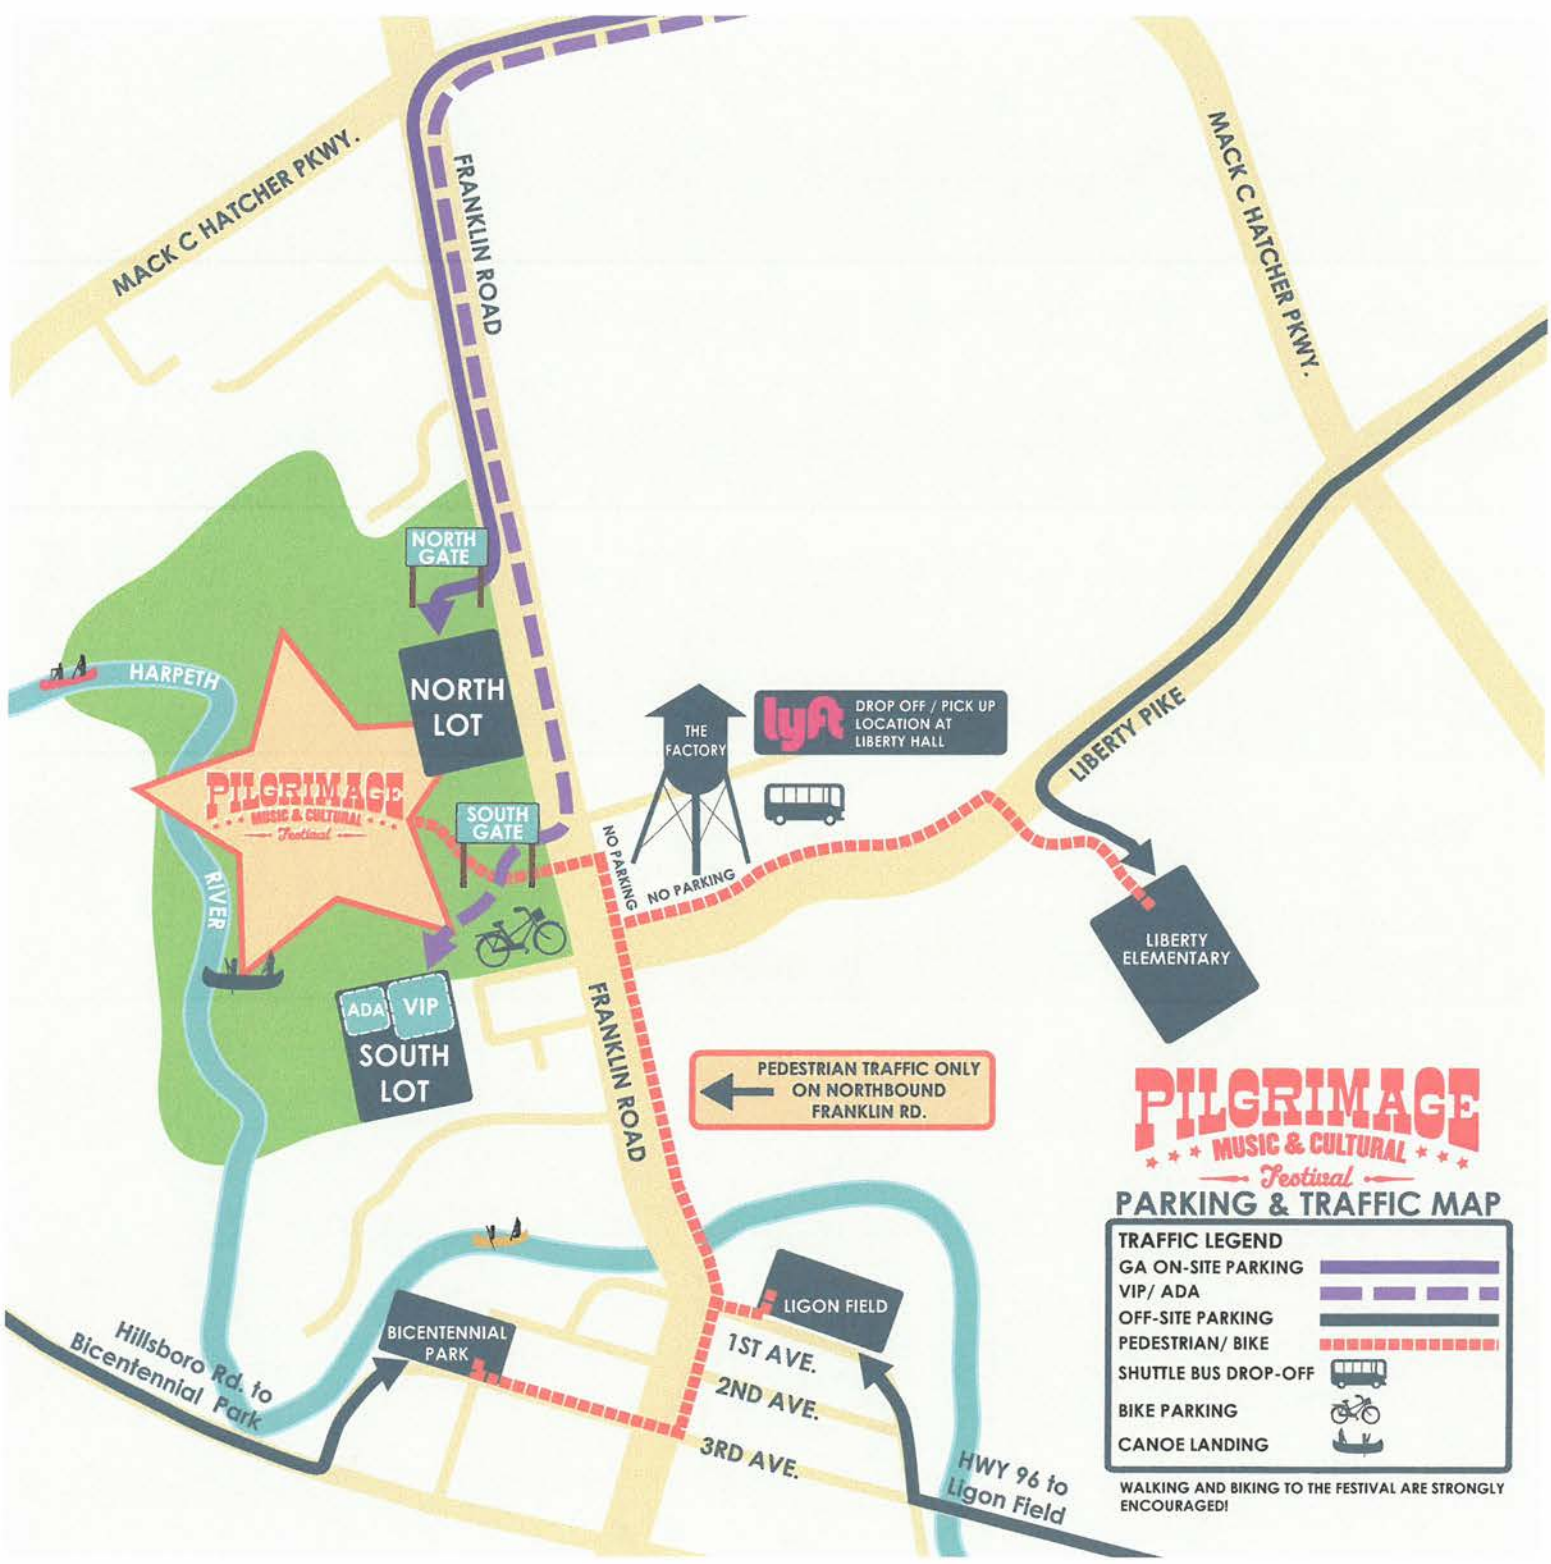 MACK C HATCHER PKWY.
FRANKLIN ROAD
MACK C HATCHER PKWY.
NORTH
GATE
HARPETH
NORTH
LOT
THE
FACTORY
lyft
DROP OFF / PICK UP
LOCATION AT
LIBERTY HALL
LIBERTY PIKE
PILGRIMAGE
MUSIC & CULTURAL
Festival
SOUTH
GATE
NO PARKING
NO PARKING
RIVER
LIBERTY
ELEMENTARY
ADA
VIP
SOUTH
LOT
FRANKLIN ROAD
PEDESTRIAN TRAFFIC ONLY
ON NORTHBOUND
FRANKLIN RD.
BICENTENNIAL
PARK
LIGON FIELD
1ST AVE.
2ND AVE.
3RD AVE.
Hillsboro Rd. to
Bicentennial Park
HWY 96 to
Ligon Field
PILGRIMAGE
MUSIC & CULTURAL
Festival
PARKING & TRAFFIC MAP
TRAFFIC LEGEND
GA ON-SITE PARKING
VIP/ ADA
OFF-SITE PARKING
PEDESTRIAN/ BIKE
SHUTTLE BUS DROP-OFF
BIKE PARKING
CANOE LANDING
WALKING AND BIKING TO THE FESTIVAL ARE STRONGLY
ENCOURAGED!